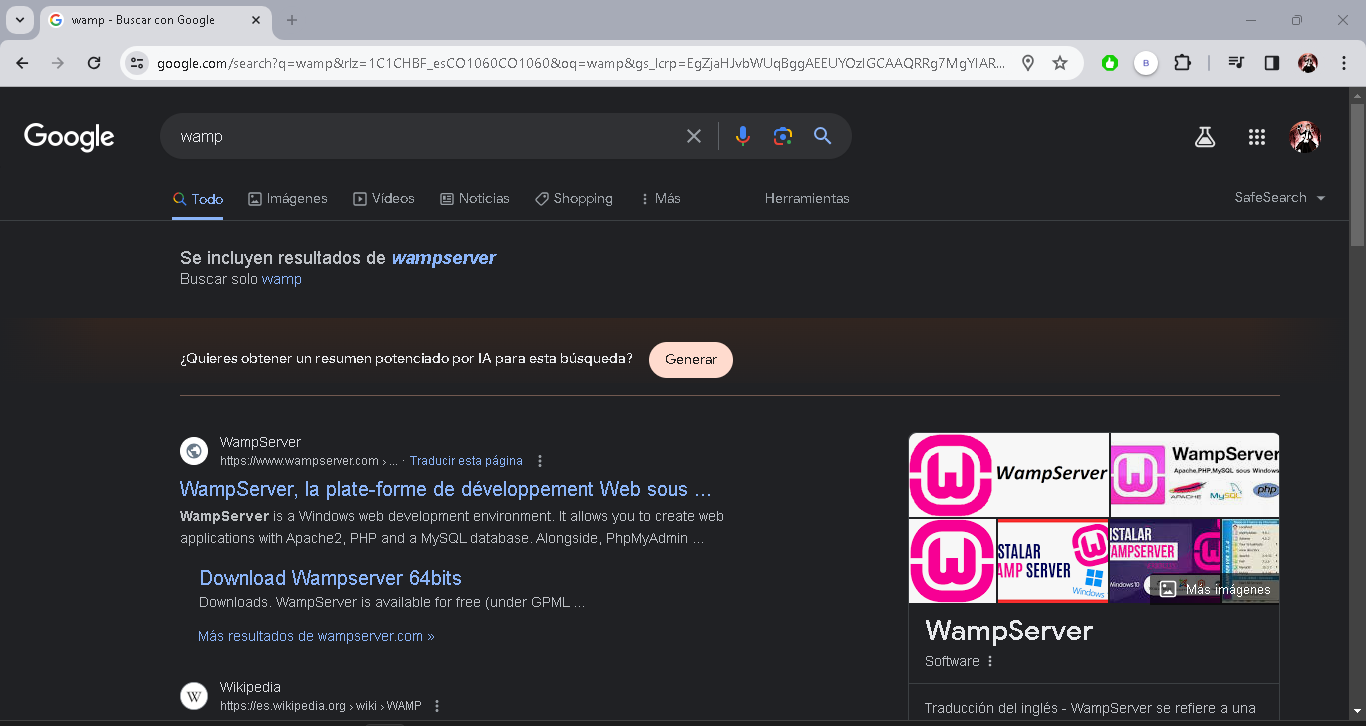 wamp - Buscar con Google
google.com/search?q=wamp&rlz=1C1CHBF_esCO1060CO1060&oq=wamp&gs_lcrp=EgZjaHJvbWUqBggAEEUYOzIGCAAQRRg7MgYIAR...
B
Google
wamp
Todo
Imágenes
Vídeos
Noticias
Shopping
Más
Herramientas
SafeSearch
Se incluyen resultados de wampserver
Buscar solo wamp
¿Quieres obtener un resumen potenciado por IA para esta búsqueda?
Generar
WampServer
https://www.wampserver.com › ... · Traducir esta página
WampServer, la plate-forme de développement Web sous ...
WampServer is a Windows web development environment. It allows you to create web
applications with Apache2, PHP and a MySQL database. Alongside, PhpMyAdmin ...
Download Wampserver 64bits
Downloads. WampServer is available for free (under GPML ...
Más resultados de wampserver.com »
W
Wikipedia
https://es.wikipedia.org › wiki › WAMP
WampServer
WampServer
Apache,PHP,MySQL sous Windows
APACHE
MySQL
php
STALAR
AMP SERVER
Windows
INSTALAR
AMPSERVER
Windows 10
Más imágenes
WampServer
Software
Traducción del inglés - WampServer se refiere a una